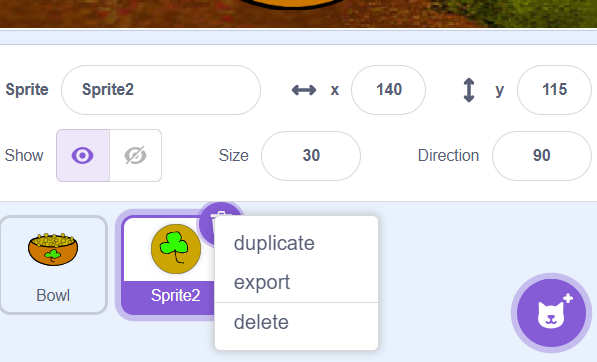 Sprite Sprite2 x 140 y 115
Show Size 30 Direction 90
duplicate
export
Bowl Sprite2 delete